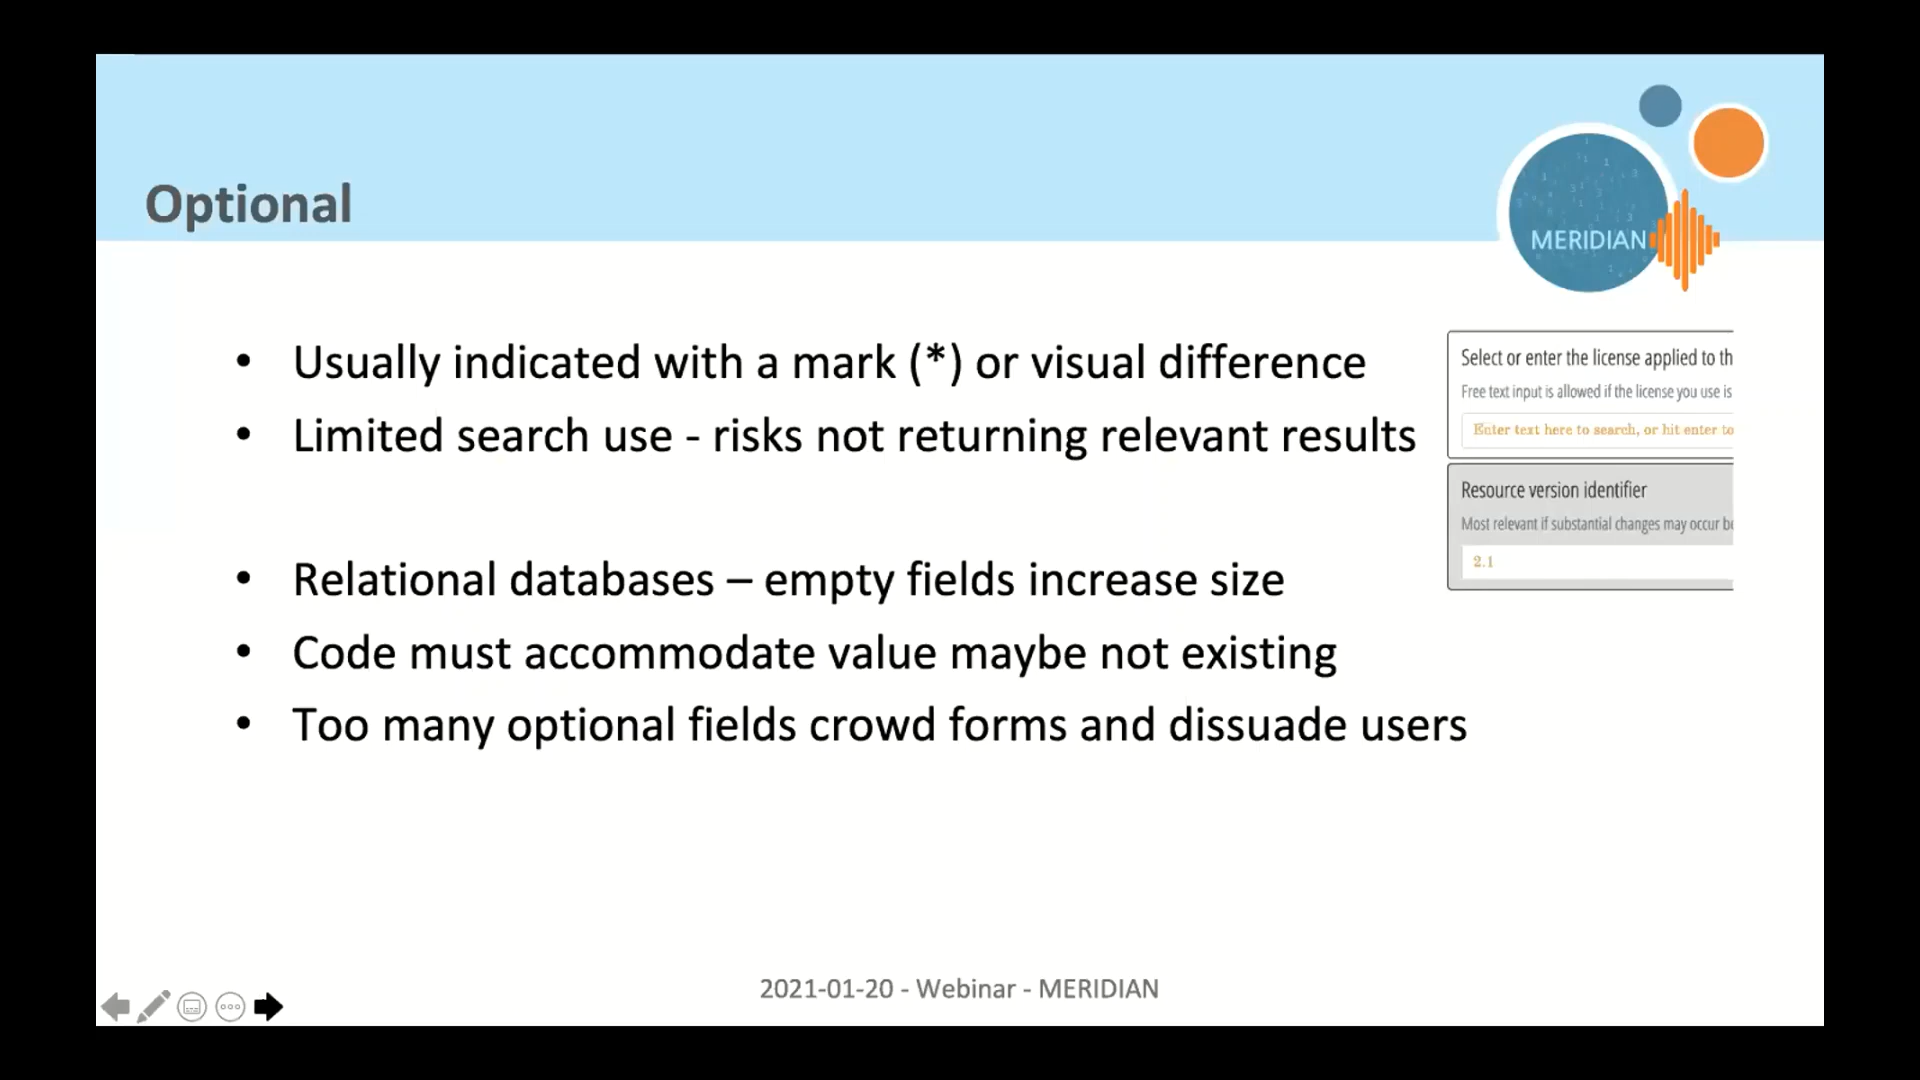 Optional
MERIDIAN
• Usually indicated with a mark (*) or visual difference
• Limited search use - risks not returning relevant results
• Relational databases – empty fields increase size
• Code must accommodate value maybe not existing
• Too many optional fields crowd forms and dissuade users
Select or enter the license applied to th
Free text input is allowed if the license you use is
Enter text here to search, or hit enter to
Resource version identifier
Most relevant if substantial changes may occur be
2.1
2021-01-20 - Webinar - MERIDIAN